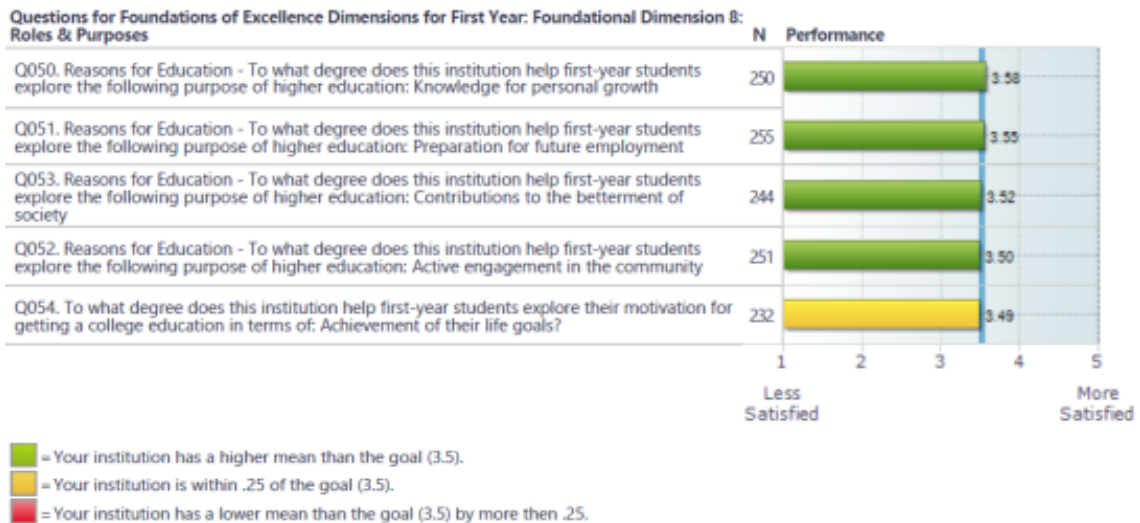 Questions for Foundations of Excellence Dimensions for First Year: Foundational Dimension 8:
Roles & Purposes
N Performance
Q050. Reasons for Education - To what degree does this institution help first-year students
explore the following purpose of higher education: Knowledge for personal growth
250
3.58
Q051. Reasons for Education - To what degree does this institution help first-year students
explore the following purpose of higher education: Preparation for future employment
255
3.55
Q053. Reasons for Education - To what degree does this institution help first-year students
explore the following purpose of higher education: Contributions to the betterment of
society
244
3.52
Q052. Reasons for Education - To what degree does this institution help first-year students
explore the following purpose of higher education: Active engagement in the community
251
3.50
Q054. To what degree does this institution help first-year students explore their motivation for
getting a college education in terms of: Achievement of their life goals?
232
3.49
1 2 3 4 5
Less
Satisfied
More
Satisfied
= Your institution has a higher mean than the goal (3.5).
= Your institution is within .25 of the goal (3.5).
= Your institution has a lower mean than the goal (3.5) by more then .25.